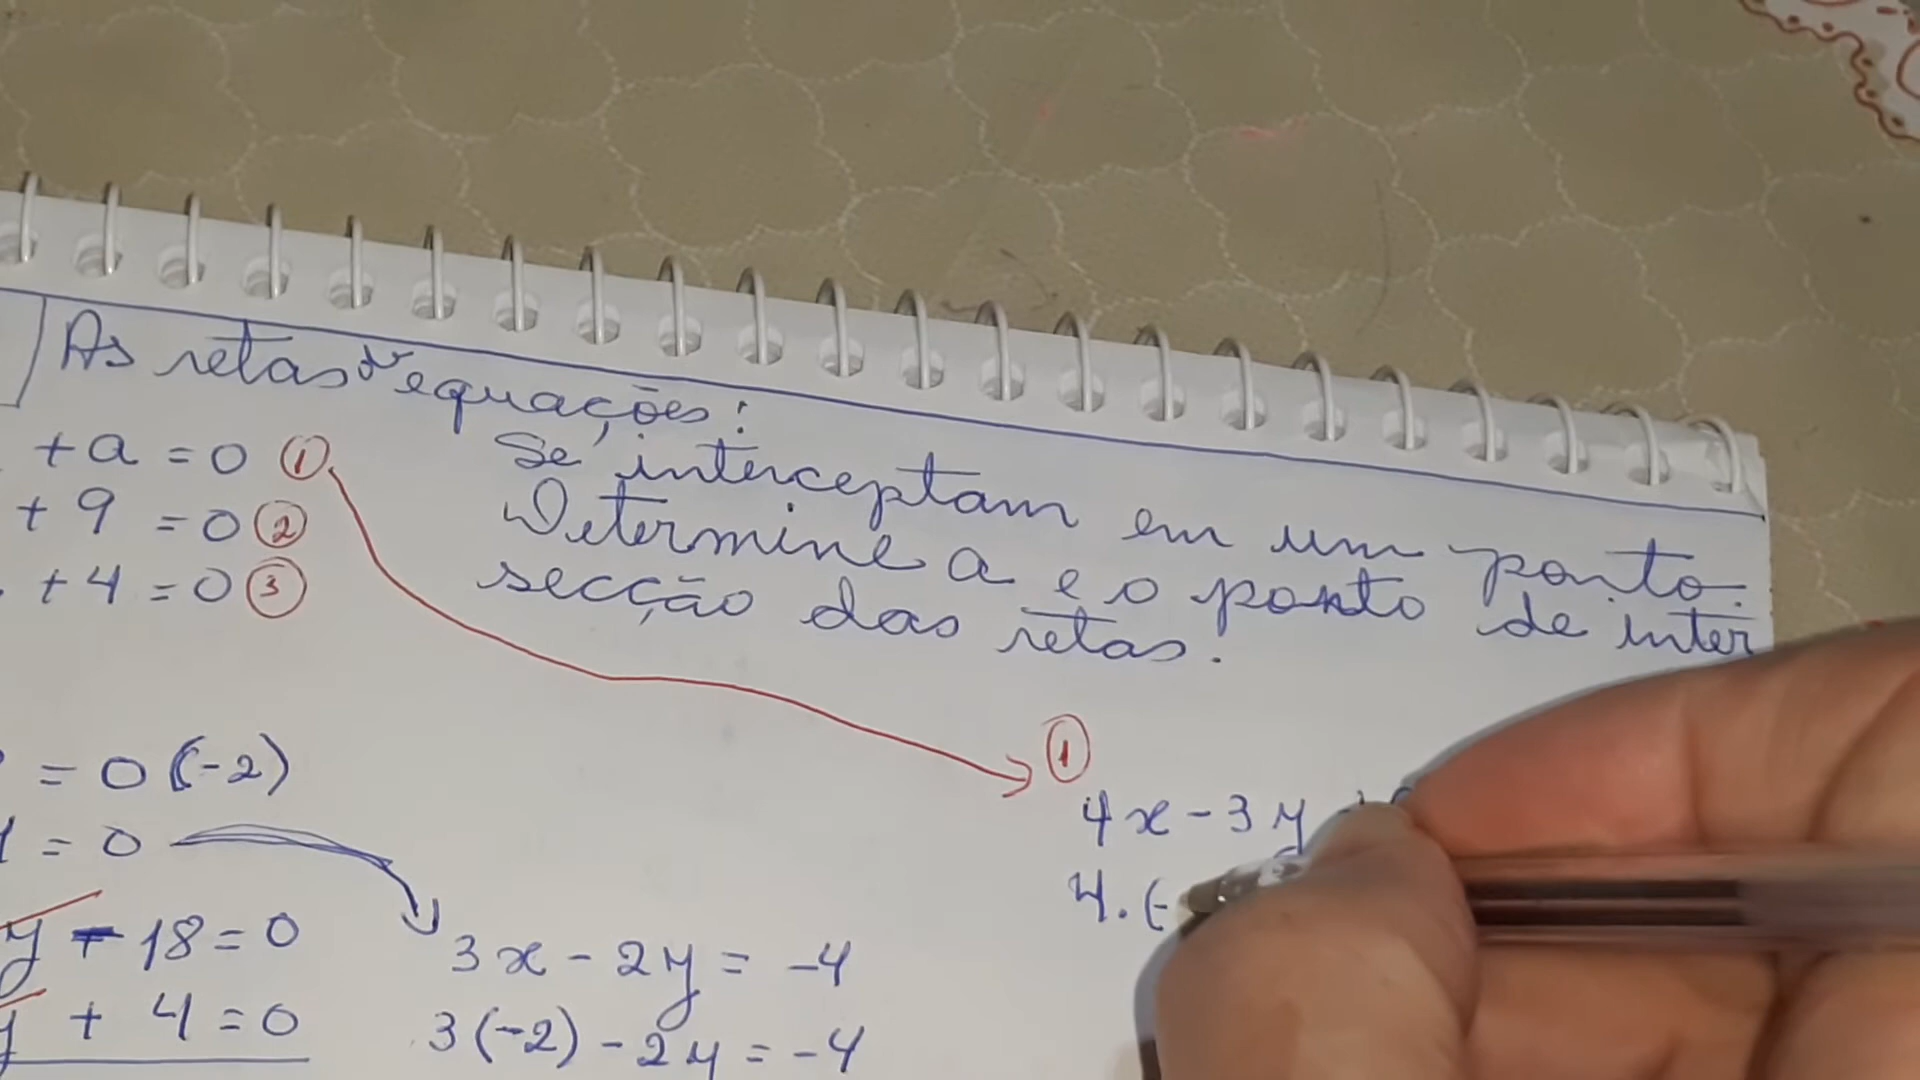 As retas de equações:
+a = 0 ①
+ 9 = 0 ②
+ 4 = 0 ③
Se interceptam em um ponto.
Determine a e o ponto de inter
secção das retas.
= 0 (-2)
= 0
y - 18 = 0
+ 4 = 0
3x - 2y = -4
3(-2) - 2y = -4
①
4x - 3y
4.(-